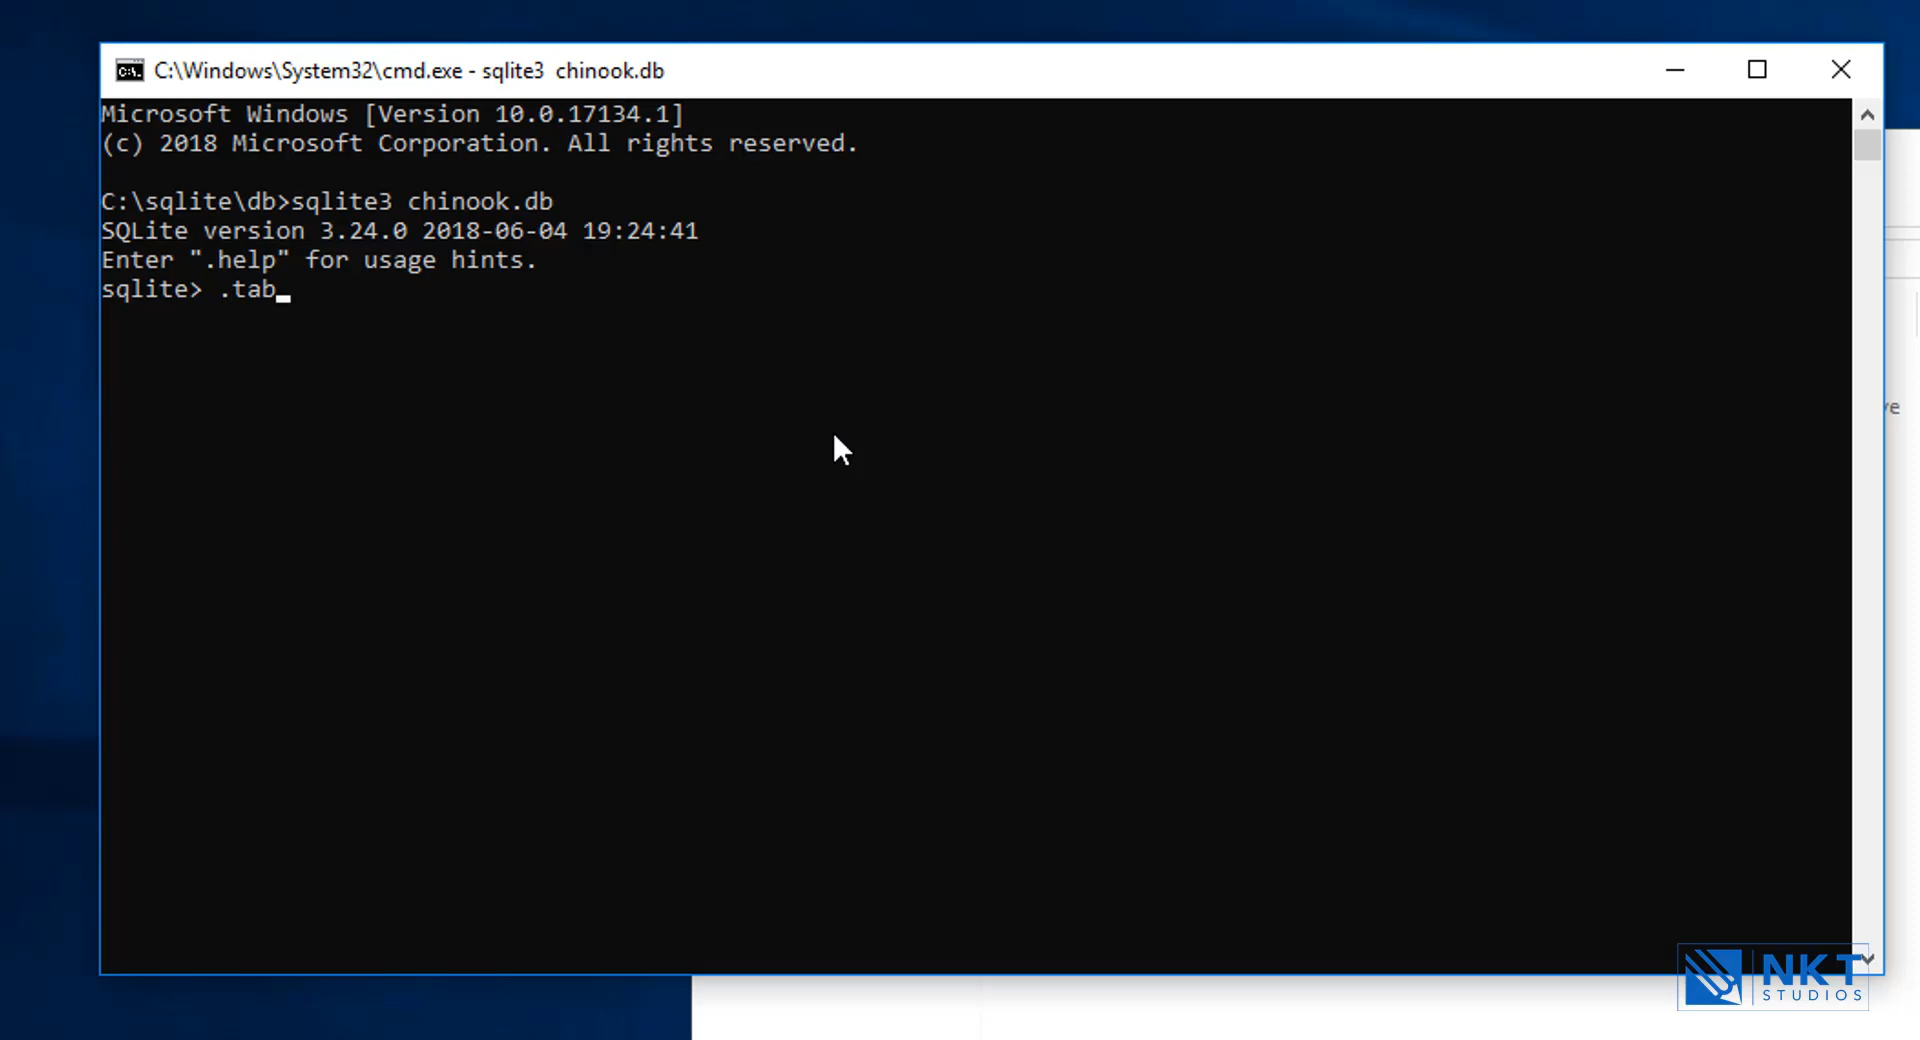 C:\Windows\System32\cmd.exe - sqlite3  chinook.db
Microsoft Windows [Version 10.0.17134.1]
(c) 2018 Microsoft Corporation. All rights reserved.
C:\sqlite\db>sqlite3 chinook.db
SQLite version 3.24.0 2018-06-04 19:24:41
Enter ".help" for usage hints.
sqlite> .tab
NKT
STUDIOS